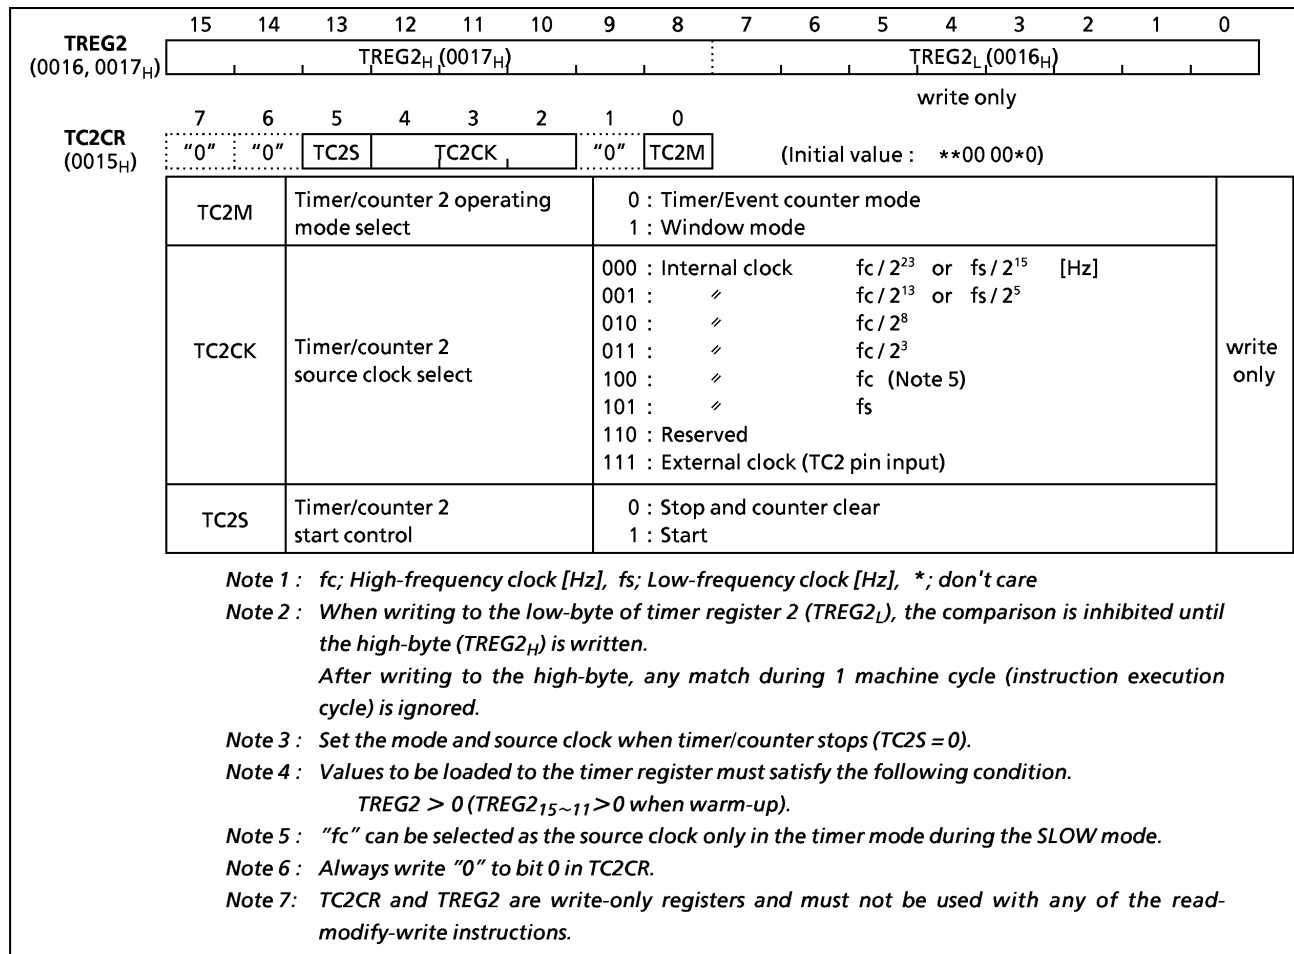 15 14 13 12 11 10 9 8 7 6 5 4 3 2 1 0
TREG2
(0016, 0017H) TREG2H (0017H) TREG2L (0016H)
write only
7 6 5 4 3 2 1 0
TC2CR
(0015H) "0" "0" TC2S TC2CK "0" TC2M (Initial value : **00 00*0)
TC2M Timer/counter 2 operating mode select 0 : Timer/Event counter mode
1 : Window mode
TC2CK Timer/counter 2 source clock select 000 : Internal clock fc / 2^23 or fs / 2^15 [Hz]
001 : 〃 fc / 2^13 or fs / 2^5
010 : 〃 fc / 2^8
011 : 〃 fc / 2^3
100 : 〃 fc (Note 5)
101 : 〃 fs
110 : Reserved
111 : External clock (TC2 pin input)
write only
TC2S Timer/counter 2 start control 0 : Stop and counter clear
1 : Start
Note 1 : fc; High-frequency clock [Hz], fs; Low-frequency clock [Hz], *; don't care
Note 2 : When writing to the low-byte of timer register 2 (TREG2L), the comparison is inhibited until
the high-byte (TREG2H) is written.
After writing to the high-byte, any match during 1 machine cycle (instruction execution
cycle) is ignored.
Note 3 : Set the mode and source clock when timer/counter stops (TC2S = 0).
Note 4 : Values to be loaded to the timer register must satisfy the following condition.
TREG2 > 0 (TREG215~11 > 0 when warm-up).
Note 5 : "fc" can be selected as the source clock only in the timer mode during the SLOW mode.
Note 6 : Always write "0" to bit 0 in TC2CR.
Note 7: TC2CR and TREG2 are write-only registers and must not be used with any of the read-
modify-write instructions.